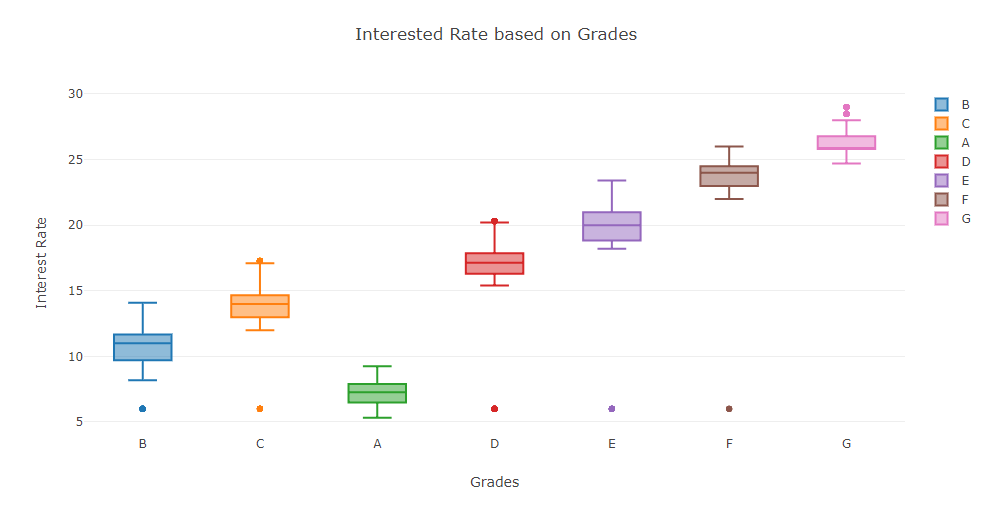 Interested Rate based on Grades
30
25
20
15
10
5
Interest Rate
B
C
A
D
E
F
G
Grades
B
C
A
D
E
F
G